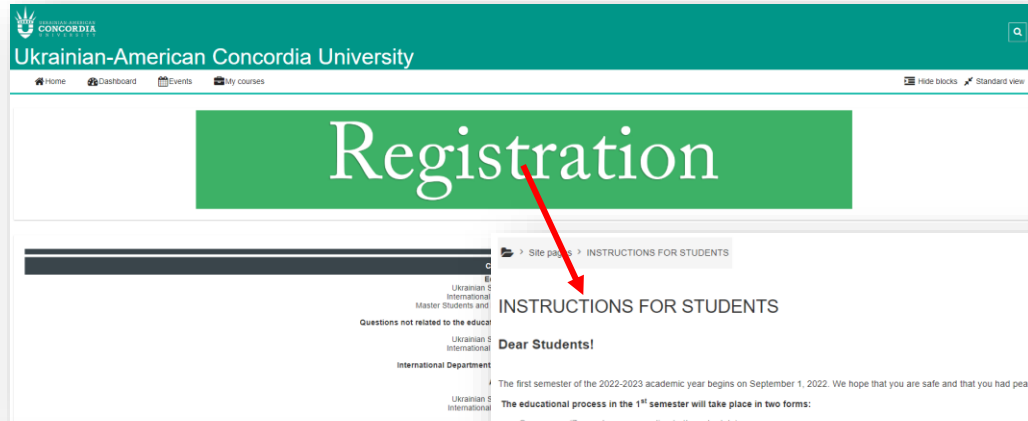 UKRAINIAN-AMERICAN
CONCORDIA
UNIVERSITY
Ukrainian-American Concordia University
Home Dashboard Events My courses Hide blocks Standard view
Registration
Ukrainian S
International
Master Students and
Questions not related to the educat
Ukrainian S
International
International Department
Ukrainian S
International
> Site pages > INSTRUCTIONS FOR STUDENTS
INSTRUCTIONS FOR STUDENTS
Dear Students!
The first semester of the 2022-2023 academic year begins on September 1, 2022. We hope that you are safe and that you had pea
The educational process in the 1st semester will take place in two forms: